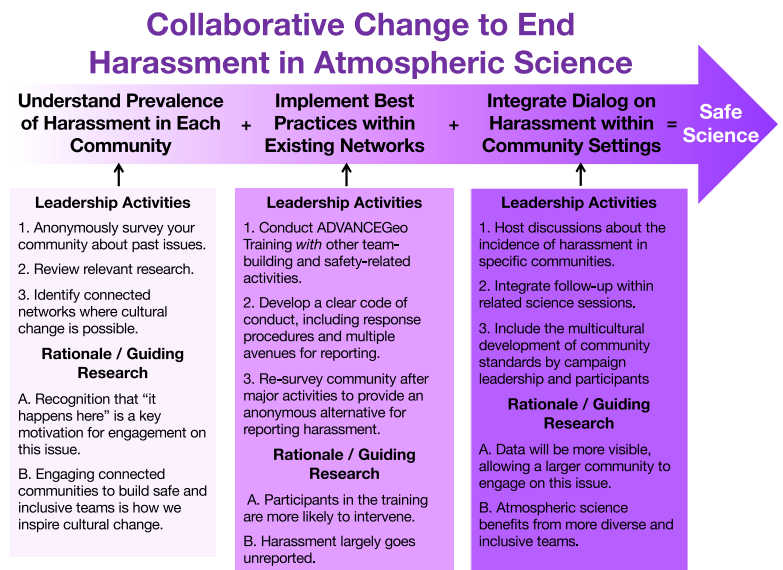 Collaborative Change to End
Harassment in Atmospheric Science
Understand Prevalence
of Harassment in Each
Community
+
Implement Best
Practices within
Existing Networks
+
Integrate Dialog on
Harassment within
Community Settings
=
Safe
Science
Leadership Activities
1. Anonymously survey your
community about past issues.
2. Review relevant research.
3. Identify connected
networks where cultural
change is possible.
Rationale / Guiding
Research
A. Recognition that “it
happens here” is a key
motivation for engagement on
this issue.
B. Engaging connected
communities to build safe and
inclusive teams is how we
inspire cultural change.
Leadership Activities
1. Conduct ADVANCEGeo
Training with other team-
building and safety-related
activities.
2. Develop a clear code of
conduct, including response
procedures and multiple
avenues for reporting.
3. Re-survey community after
major activities to provide an
anonymous alternative for
reporting harassment.
Rationale / Guiding
Research
A. Participants in the training
are more likely to intervene.
B. Harassment largely goes
unreported.
Leadership Activities
1. Host discussions about the
incidence of harassment in
specific communities.
2. Integrate follow-up within
related science sessions.
3. Include the multicultural
development of community
standards by campaign
leadership and participants
Rationale / Guiding
Research
A. Data will be more visible,
allowing a larger community to
engage on this issue.
B. Atmospheric science
benefits from more diverse and
inclusive teams.